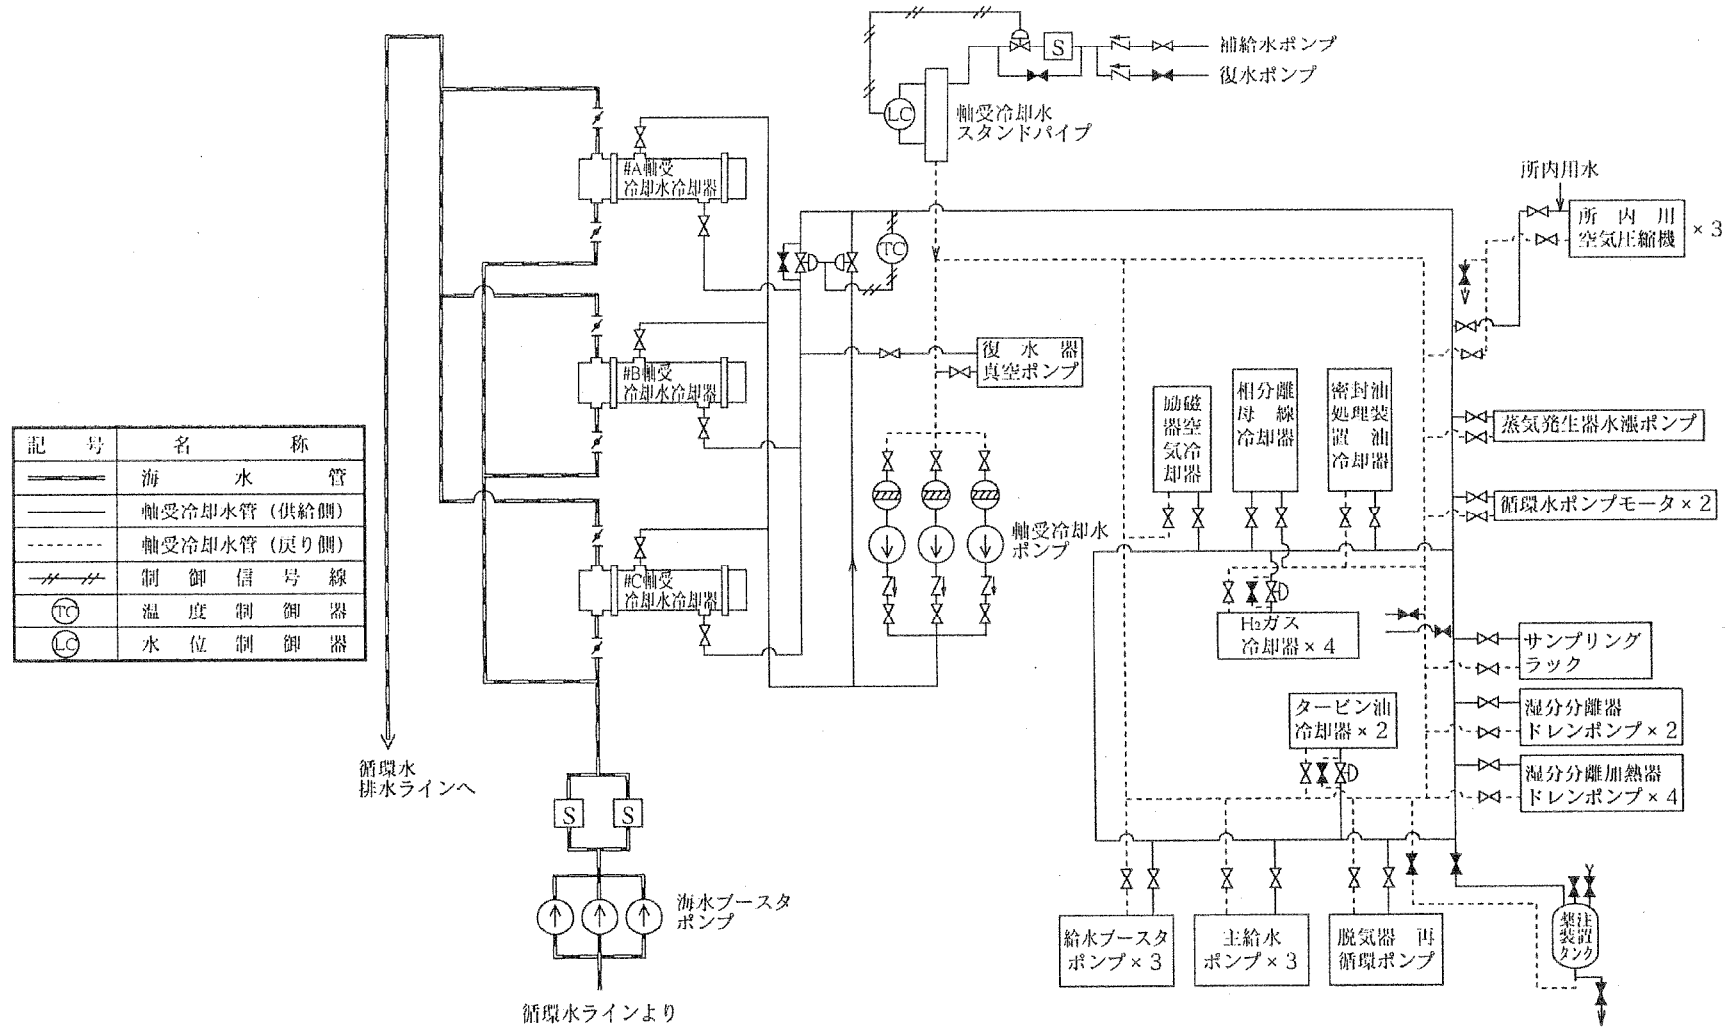 補給水ポンプ
復水ポンプ
S
LC
軸受冷却水
スタンドパイプ
#A軸受
冷却水冷却器
TC
所内用水
所内用
空気圧縮機
×3
復水器
真空ポンプ
#B軸受
冷却水冷却器
励磁
器空
気冷
却器
相分離
母線
冷却器
密封油
処理装
置油
冷却器
蒸気発生器水漲ポンプ
循環水ポンプモータ×2
軸受冷却水
ポンプ
#C軸受
冷却水冷却器
記号 名称
海水管
軸受冷却水管（供給側）
軸受冷却水管（戻り側）
制御信号線
TC 温度制御器
LC 水位制御器
H₂ガス
冷却器×4
サンプリング
ラック
タービン油
冷却器×2
湿分分離器
ドレンポンプ×2
湿分分離加熱器
ドレンポンプ×4
循環水
排水ラインへ
S
S
海水ブースタ
ポンプ
循環水ラインより
給水ブースタ
ポンプ×3
主給水
ポンプ×3
脱気器再
循環ポンプ
薬注
装置
タンク